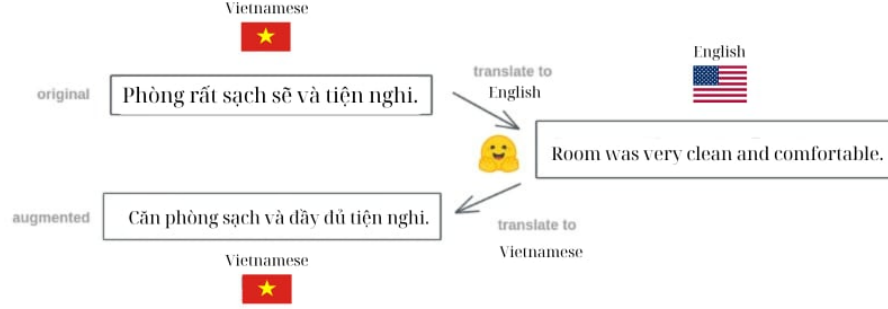 Vietnamese
English
original
Phòng rất sạch sẽ và tiện nghi.
translate to
English
Room was very clean and comfortable.
augmented
Căn phòng sạch và đầy đủ tiện nghi.
translate to
Vietnamese
Vietnamese